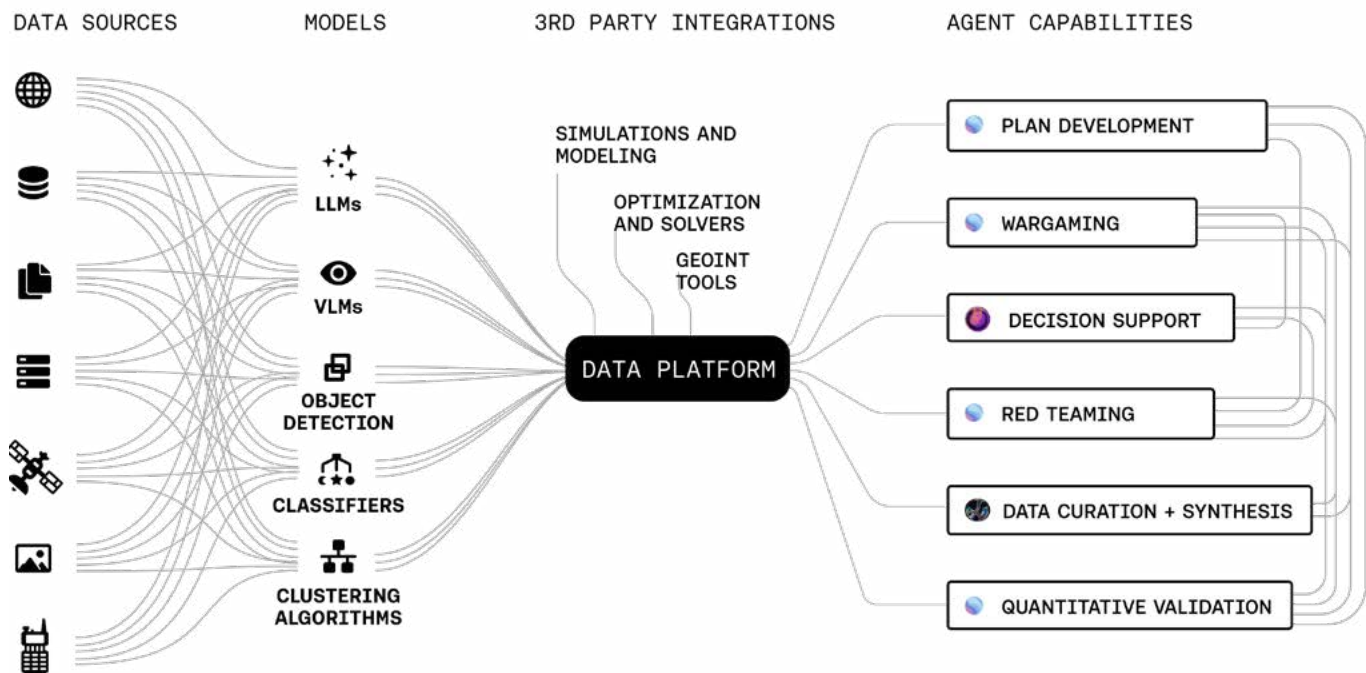 DATA SOURCES
MODELS
3RD PARTY INTEGRATIONS
AGENT CAPABILITIES
LLMs
VLMs
OBJECT
DETECTION
CLASSIFIERS
CLUSTERING
ALGORITHMS
SIMULATIONS AND
MODELING
OPTIMIZATION
AND SOLVERS
GEOINT
TOOLS
DATA PLATFORM
PLAN DEVELOPMENT
WARGAMING
DECISION SUPPORT
RED TEAMING
DATA CURATION + SYNTHESIS
QUANTITATIVE VALIDATION